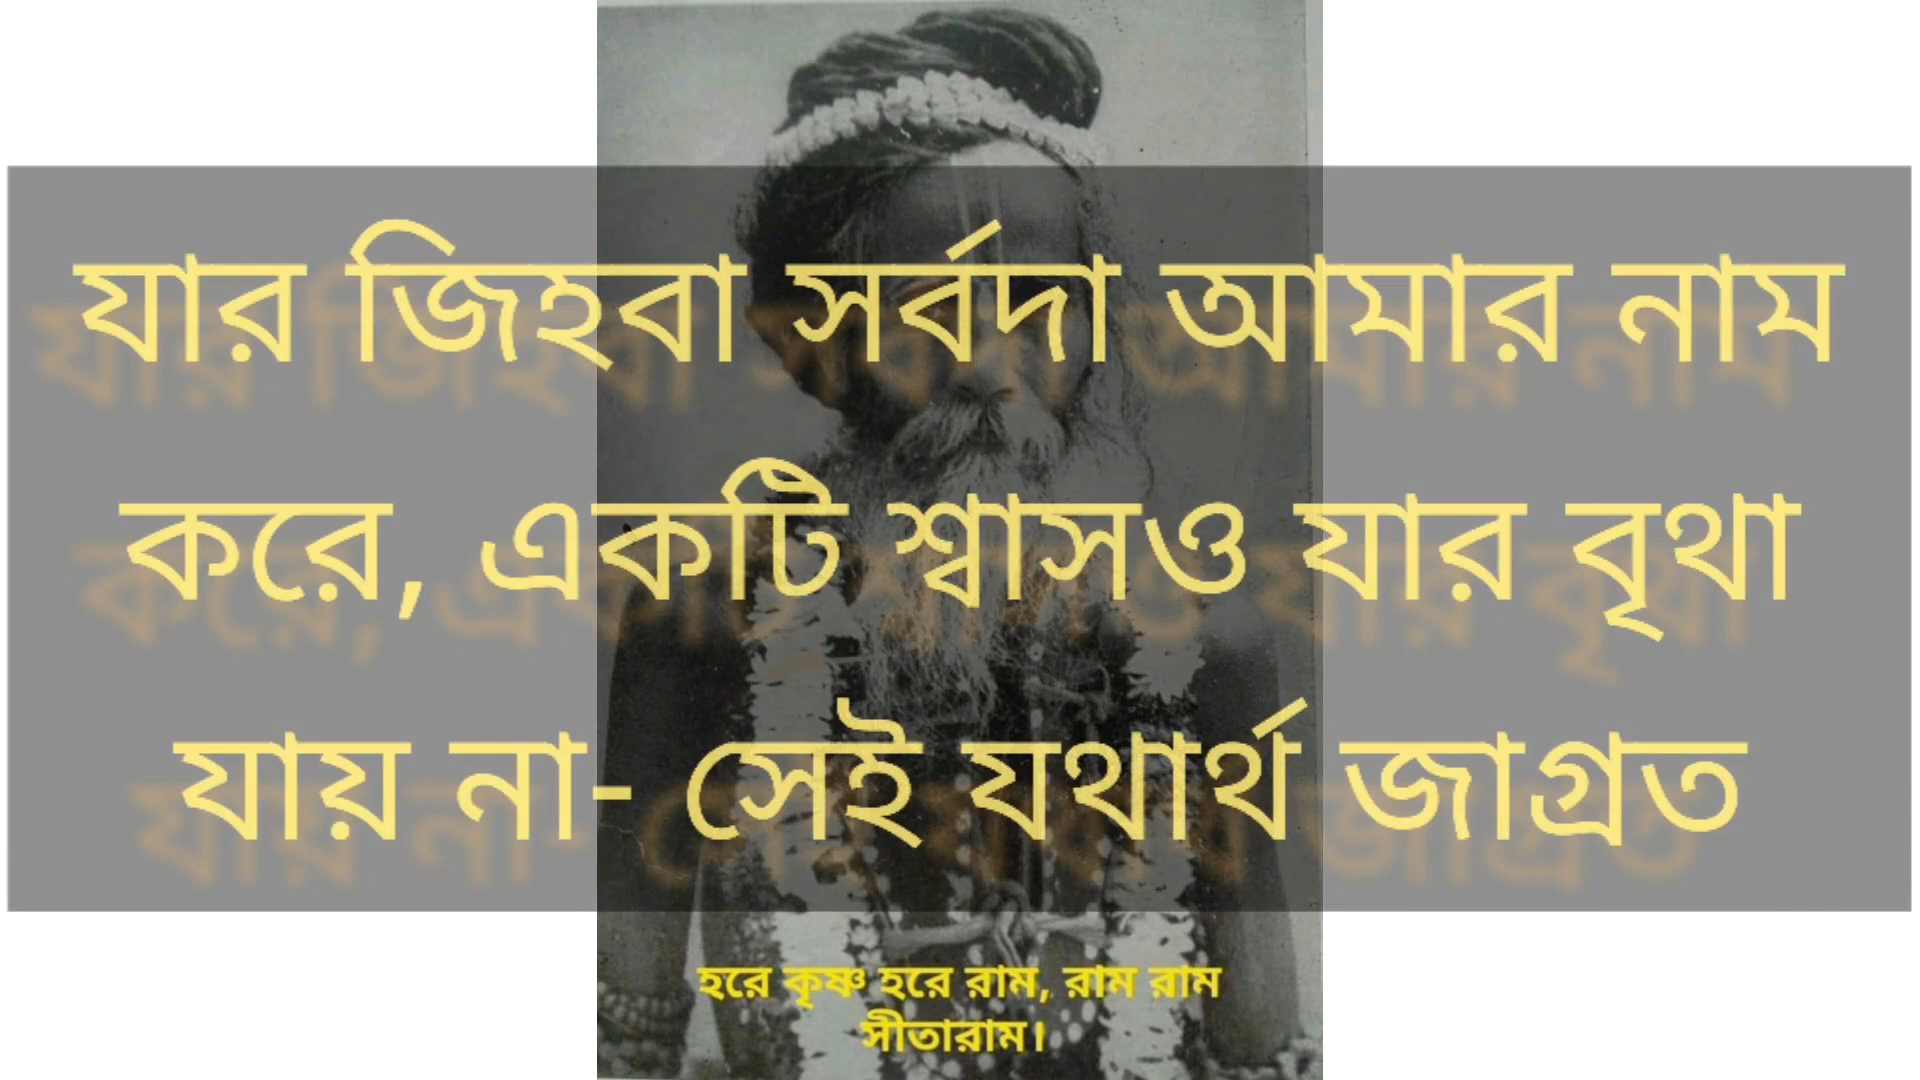 যার জিহবা সর্বদা আমার নাম
করে, একটি শ্বাসও যার বৃথা
যায় না- সেই যথার্থ জাগ্রত
হরে কৃষ্ণ হরে রাম, রাম রাম
সীতারাম।